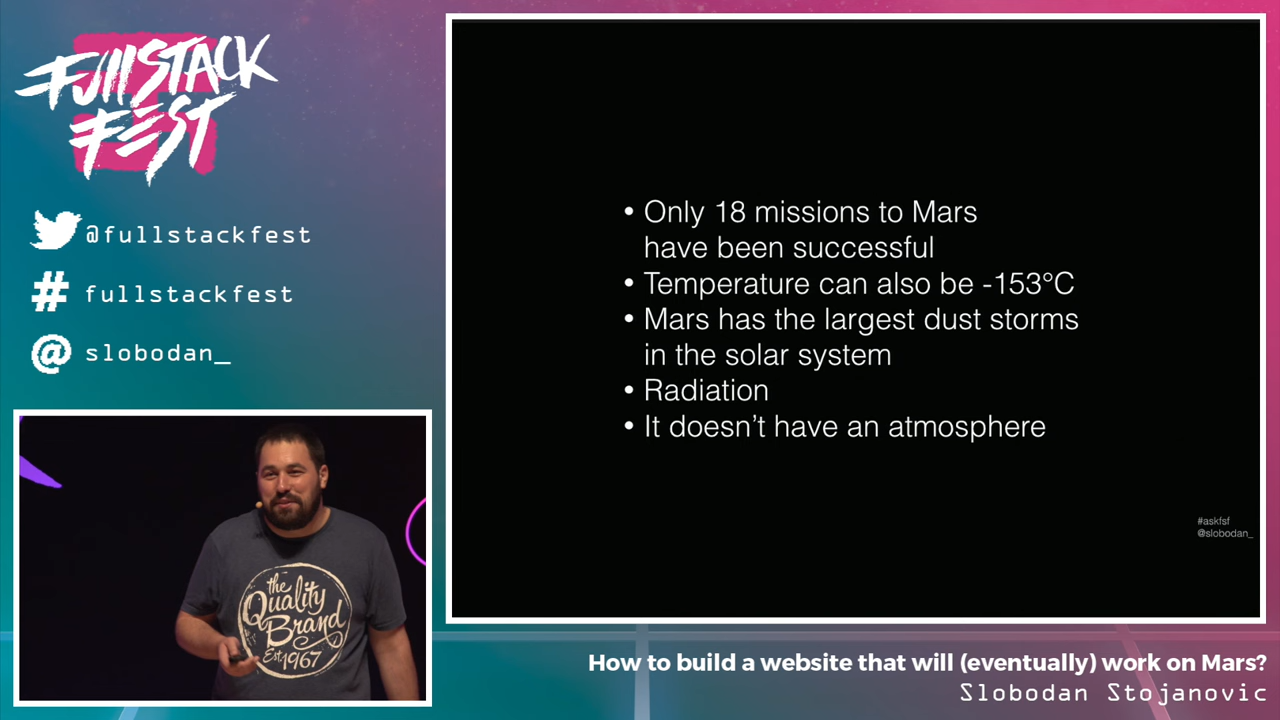 FullSTACK
FEST
@fullstackfest
# fullstackfest
@ slobodan_
• Only 18 missions to Mars
have been successful
• Temperature can also be -153°C
• Mars has the largest dust storms
in the solar system
• Radiation
• It doesn't have an atmosphere
#askfsf
@slobodan_
the
Quality
Brand
Est.1967
How to build a website that will (eventually) work on Mars?
Slobodan Stojanovic